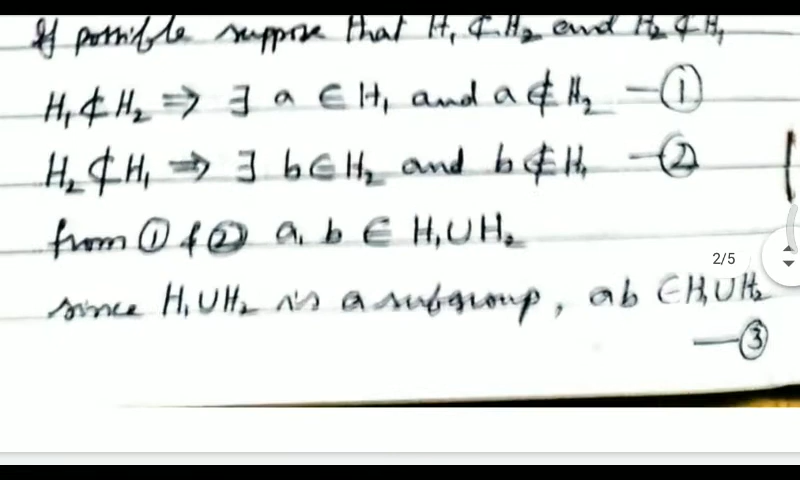 If possible suppose that H₁ ⊄ H₂ and H₂ ⊄ H₁
H₁ ⊄ H₂ ⇒ ∃ a ∈ H₁ and a ∉ H₂ — ①
H₂ ⊄ H₁ ⇒ ∃ b ∈ H₂ and b ∉ H₁ — ②
from ① & ② a, b ∈ H₁ ∪ H₂
2/5
since H₁ ∪ H₂ is a subgroup, ab ∈ H₁ ∪ H₂
— ③